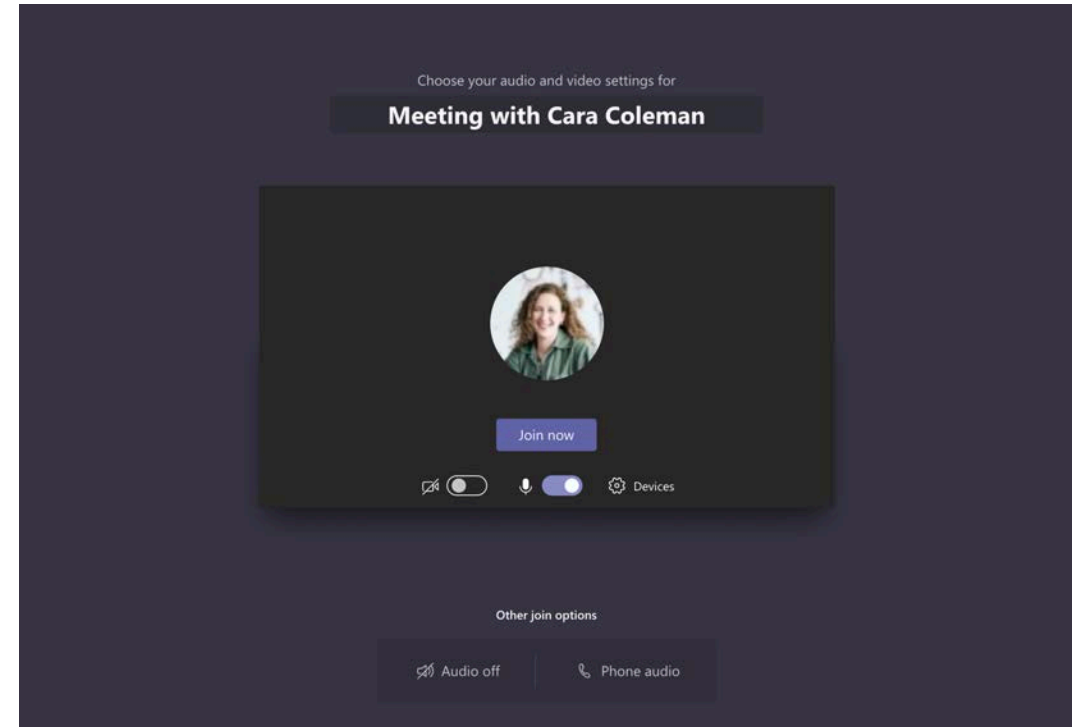 Choose your audio and video settings for
Meeting with Cara Coleman
Join now
Devices
Other join options
Audio off
Phone audio